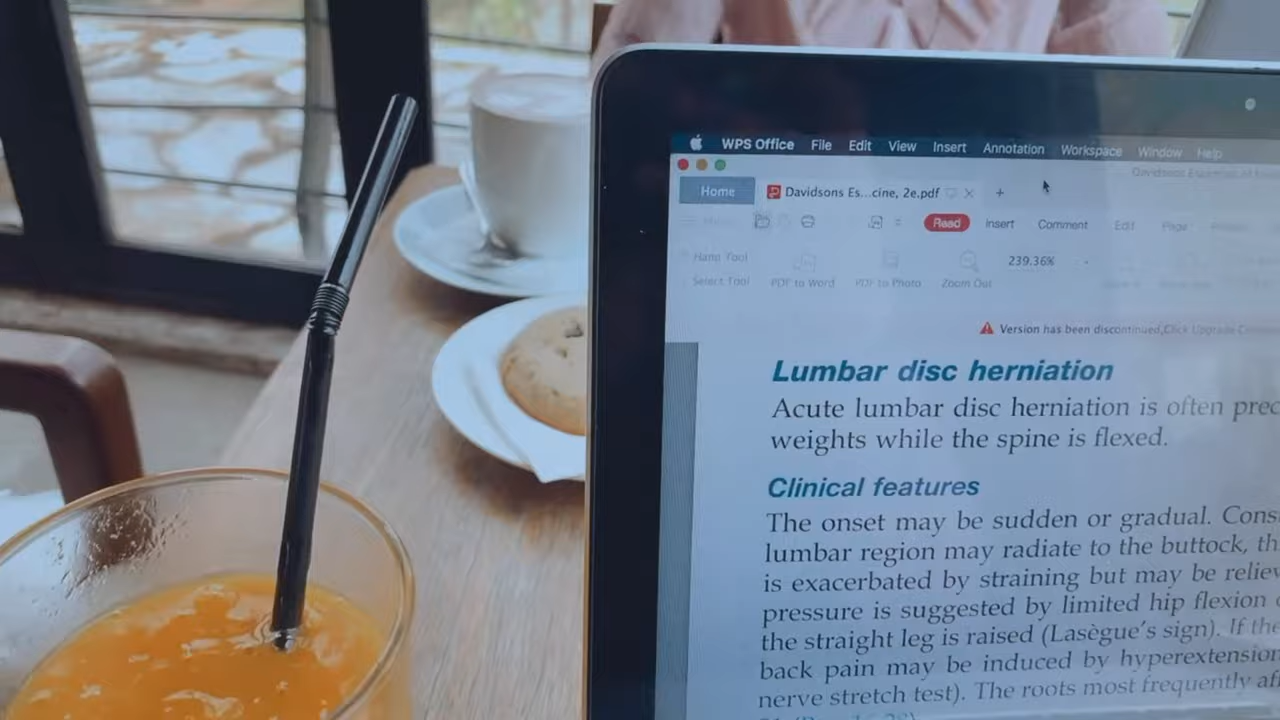 WPS Office File Edit View Insert Annotation Workspace Window Help
Home Davidsons Es...cine, 2e.pdf
Read Insert Comment Edit Page
Hand Tool
239.36%
Select Tool PDF to Word PDF to Photo Zoom Out
Version has been discontinued,Click Upgrade
Lumbar disc herniation
Acute lumbar disc herniation is often prec
weights while the spine is flexed.
Clinical features
The onset may be sudden or gradual. Cons
lumbar region may radiate to the buttock, th
is exacerbated by straining but may be reliev
pressure is suggested by limited hip flexion
the straight leg is raised (Lasègue's sign). If the
back pain may be induced by hyperextension
nerve stretch test). The roots most frequently af